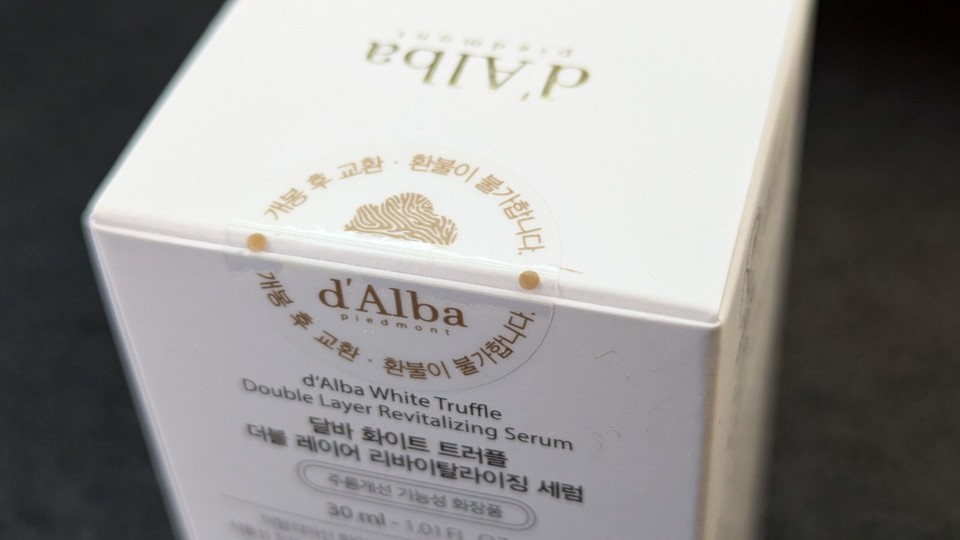 d'Alba
piedmont
개봉 후 교환 · 환불이 불가합니다.
d'Alba
piedmont
개봉 후 교환 · 환불이 불가합니다.
d'Alba White Truffle
Double Layer Revitalizing Serum
달바 화이트 트러플
더블 레이어 리바이탈라이징 세럼
주름개선 기능성 화장품
30 ml - 1.01 FL. OZ